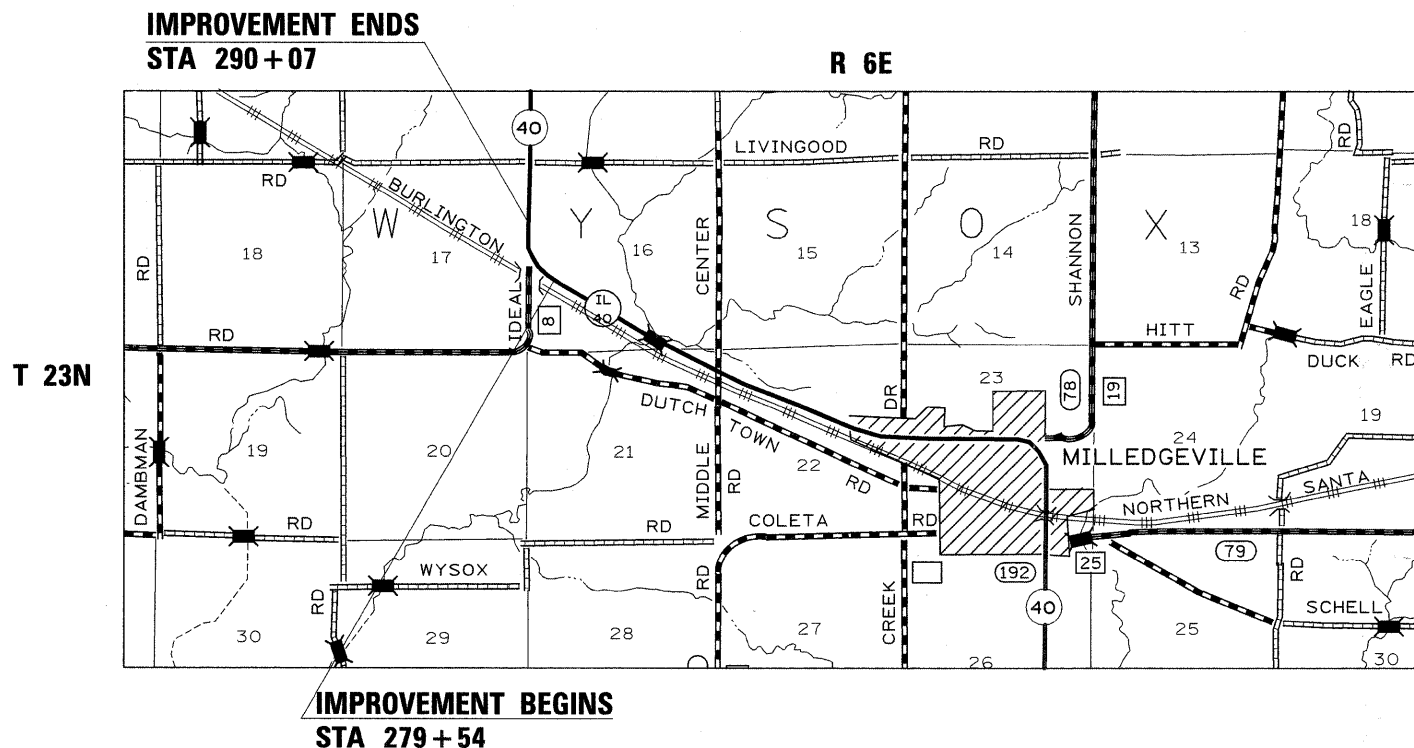 IMPROVEMENT ENDS
STA 290+07
R 6E
40
LIVINGOOD
RD
RD
RD
BURLINGTON
W
Y
S
O
X
18
17
16
15
14
13
18
CENTER
SHANNON
RD
EAGLE
RD
IDEAL
8
IL
40
RD
HITT
DUCK
RD
T 23N
DUTCH
TOWN
RD
DR
23
78
19
19
24
MILLEDGEVILLE
DAMBMAN
19
20
21
22
MIDDLE
RD
NORTHERN
SANTA
RD
RD
COLETA
RD
WYSOX
RD
RD
CREEK
192
25
79
RD
40
SCHELL
30
29
28
27
26
25
30
IMPROVEMENT BEGINS
STA 279+54